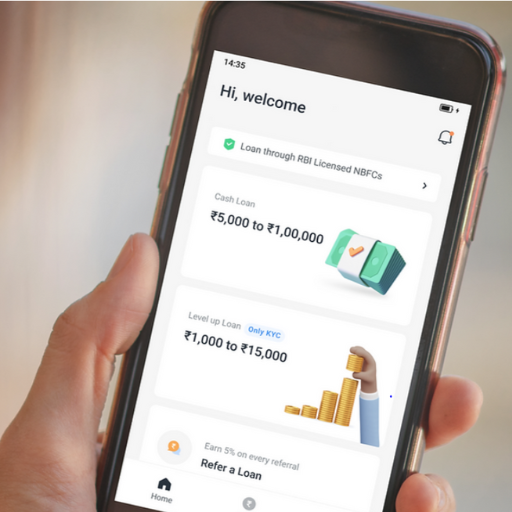 14:35
Hi, welcome
Loan through RBI Licensed NBFCs
Cash Loan
₹5,000 to ₹1,00,000
Level up Loan Only KYC
₹1,000 to ₹15,000
Earn 5% on every referral
Refer a Loan
Home